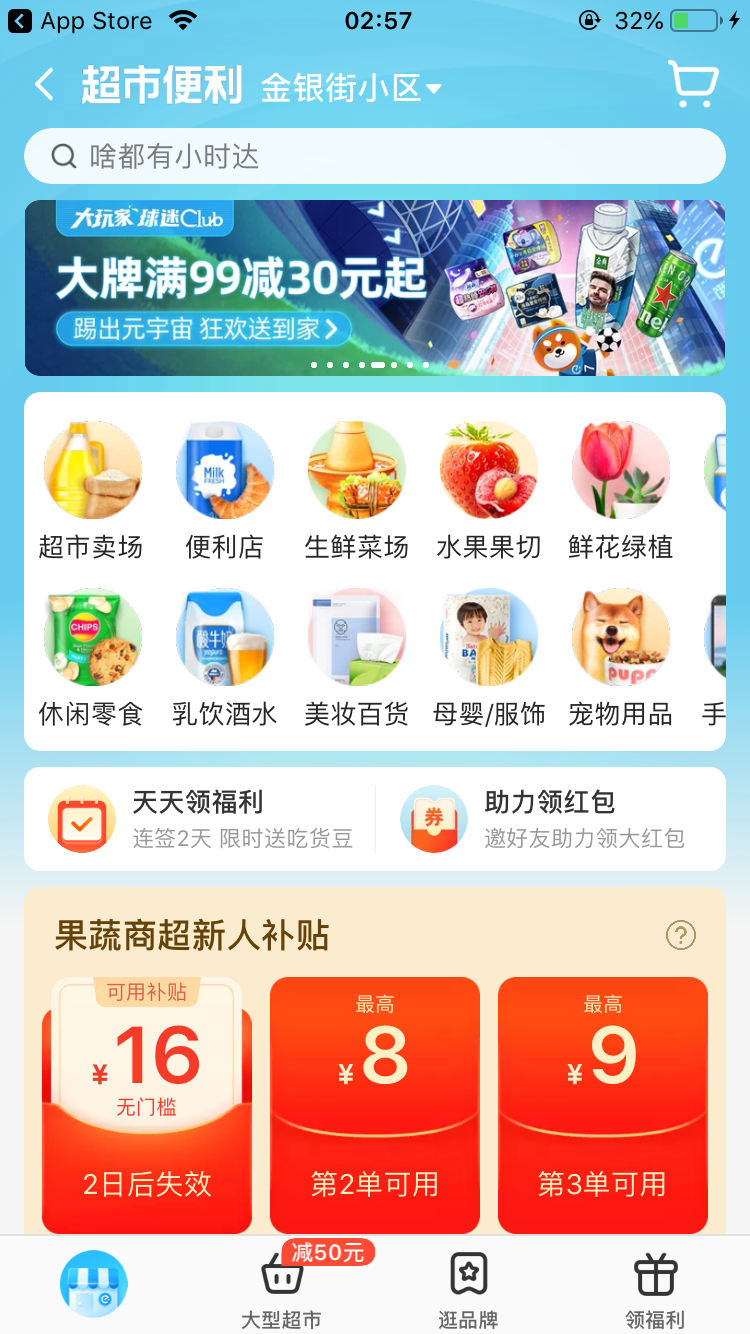 App Store
02:57
32%
超市便利 金银街小区
啥都有小时达
大玩家球迷Club
大牌满99减30元起
踢出元宇宙 狂欢送到家
超市卖场 便利店 生鲜菜场 水果果切 鲜花绿植
休闲零食 乳饮酒水 美妆百货 母婴/服饰 宠物用品 手
天天领福利
连签2天 限时送吃货豆
券
助力领红包
邀好友助力领大红包
果蔬商超新人补贴
?
可用补贴 最高 最高
¥16 ¥8 ¥9
无门槛
2日后失效 第2单可用 第3单可用
减50元
大型超市 逛品牌 领福利